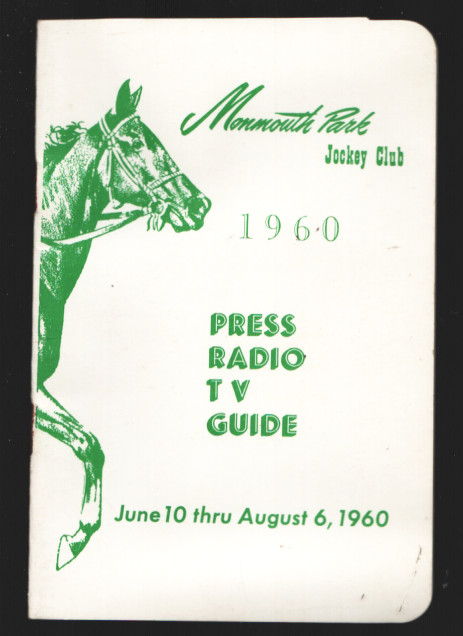 Monmouth Park
Jockey Club
1960
PRESS
RADIO
TV
GUIDE
June 10 thru August 6, 1960